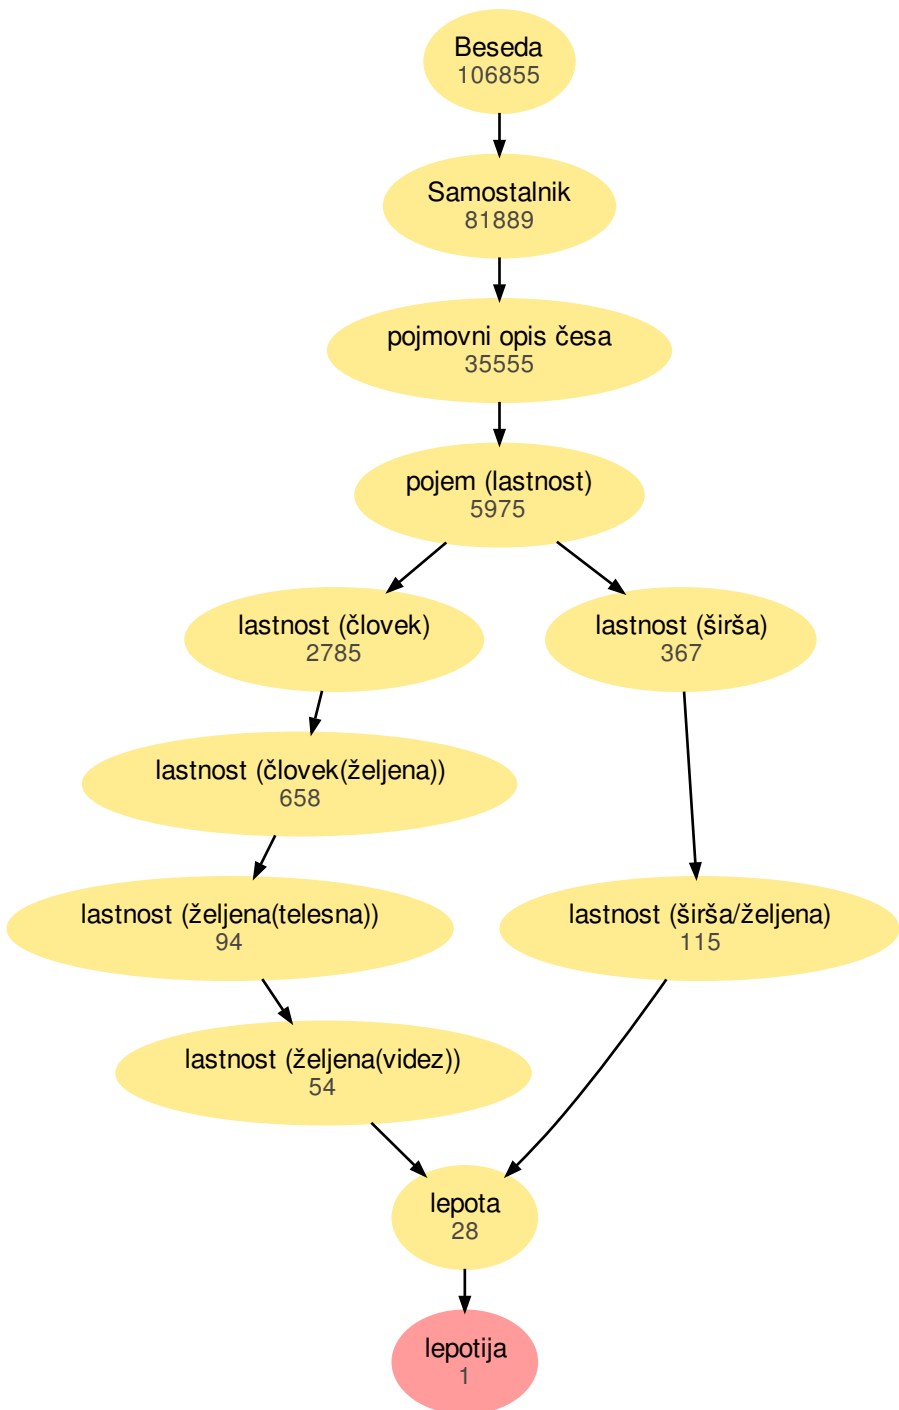 Beseda
106855
Samostalnik
81889
pojmovni opis česa
35555
pojem (lastnost)
5975
lastnost (človek)
2785
lastnost (širša)
367
lastnost (človek(željena))
658
lastnost (željena(telesna))
94
lastnost (širša/željena)
115
lastnost (željena(videz))
54
lepota
28
lepotija
1